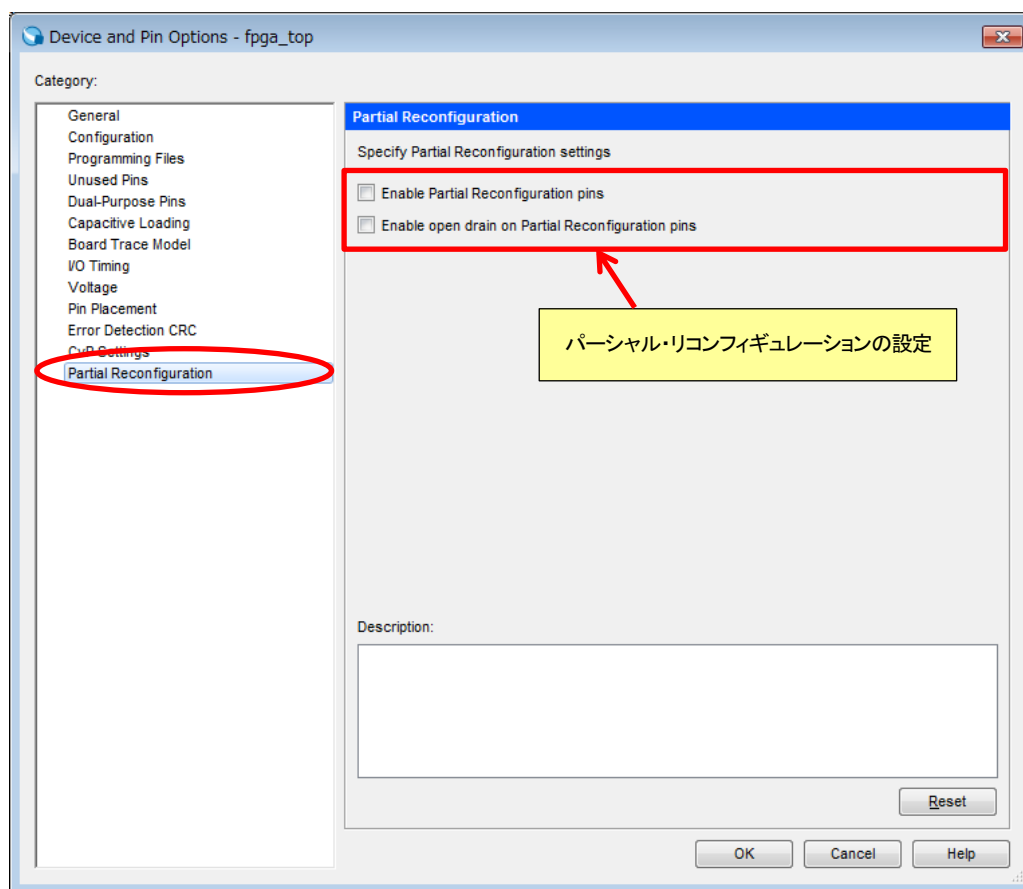 Device and Pin Options - fpga_top
Category:
General
Configuration
Programming Files
Unused Pins
Dual-Purpose Pins
Capacitive Loading
Board Trace Model
I/O Timing
Voltage
Pin Placement
Error Detection CRC
CvP Settings
Partial Reconfiguration
Partial Reconfiguration
Specify Partial Reconfiguration settings
Enable Partial Reconfiguration pins
Enable open drain on Partial Reconfiguration pins
パーシャル・リコンフィギュレーションの設定
Description:
Reset
OK
Cancel
Help